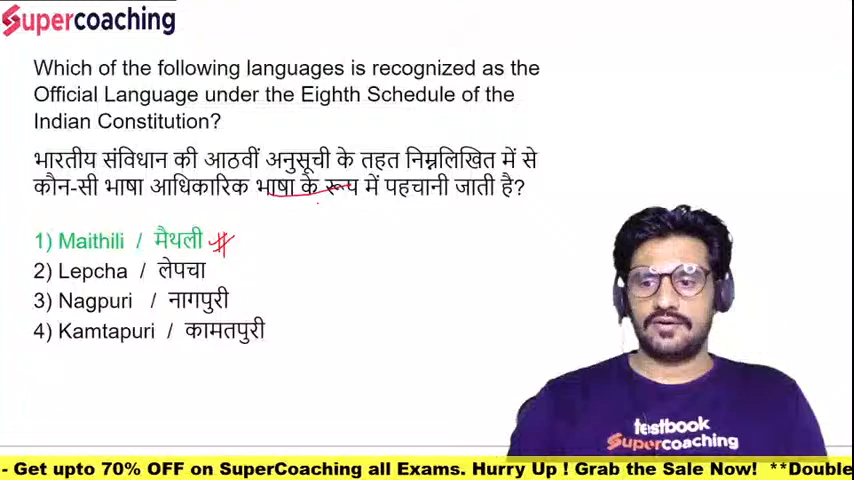 Supercoaching
Which of the following languages is recognized as the
Official Language under the Eighth Schedule of the
Indian Constitution?
भारतीय संविधान की आठवीं अनुसूची के तहत निम्नलिखित में से
कौन-सी भाषा आधिकारिक भाषा के रूप में पहचानी जाती है?
1) Maithili / मैथली
2) Lepcha / लेपचा
3) Nagpuri / नागपुरी
4) Kamtapuri / कामतपुरी
testbook
Supercoaching
- Get upto 70% OFF on SuperCoaching all Exams. Hurry Up ! Grab the Sale Now! **Double